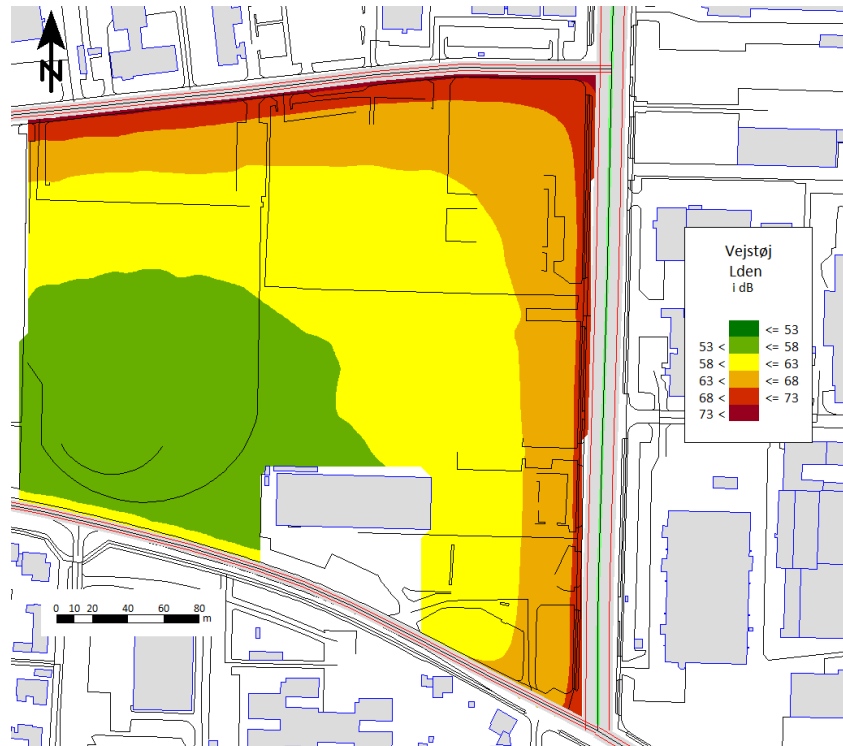 N
Vejstøj
Lden
i dB
<= 53
53 < <= 58
58 < <= 63
63 < <= 68
68 < <= 73
73 <
0 10 20 40 60 80
m